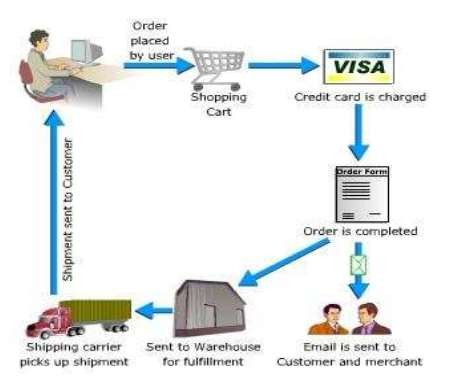 Order
placed
by user
Shopping
Cart
VISA
Credit card is charged
Order Form
Order is completed
Email is sent to
Customer and merchant
Sent to Warehouse
for fulfillment
Shipping carrier
picks up shipment
Shipment sent to Customer